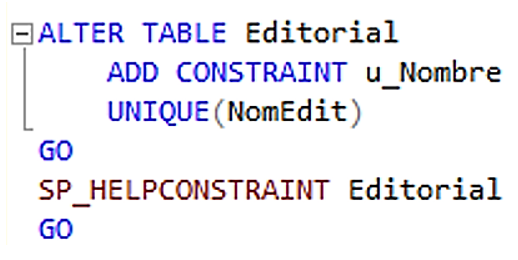 ALTER TABLE Editorial
ADD CONSTRAINT u_Nombre
UNIQUE(NomEdit)
GO
SP_HELPCONSTRAINT Editorial
GO